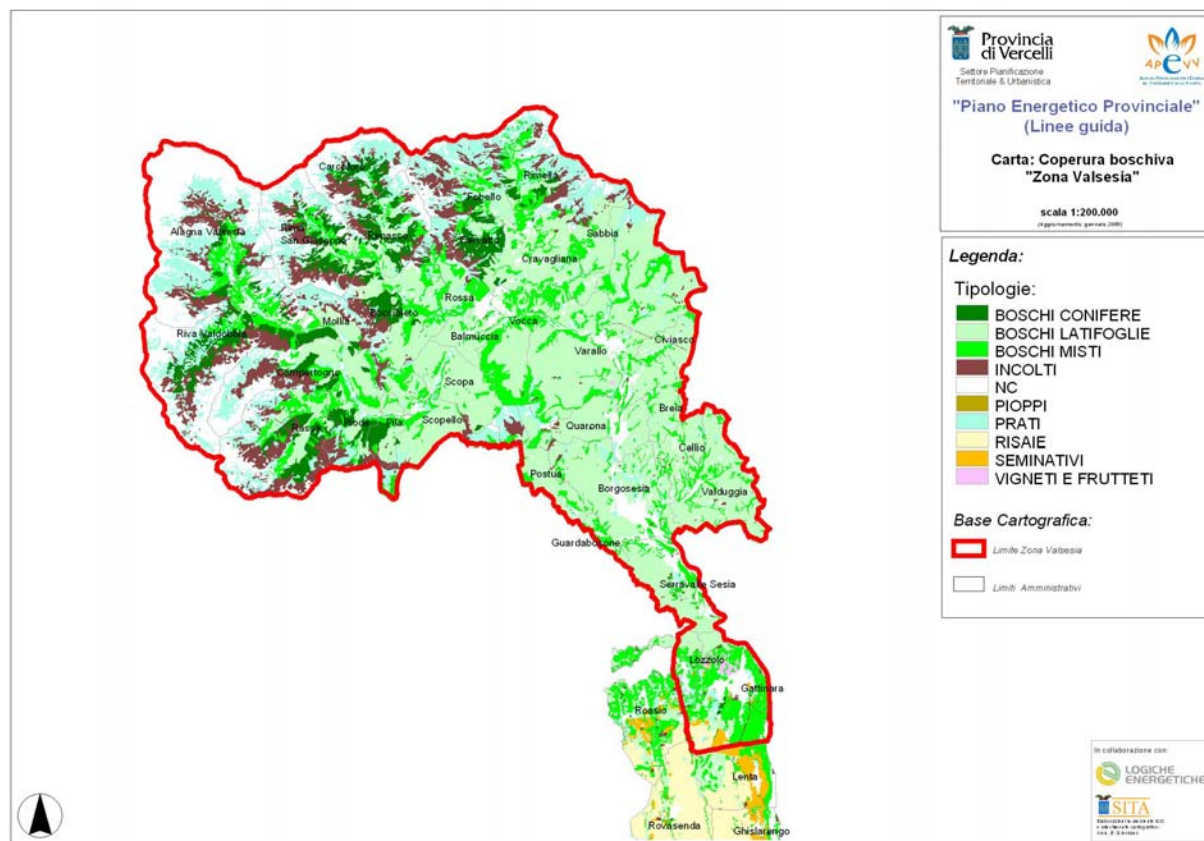 Provincia
di Vercelli
Settore Pianificazione
Territoriale & Urbanistica
"Piano Energetico Provinciale"
(Linee guida)
Carta: Coperura boschiva
"Zona Valsesia"
scala 1:200.000
Legenda:
Tipologie:
BOSCHI CONIFERE
BOSCHI LATIFOGLIE
BOSCHI MISTI
INCOLTI
NC
PIOPPI
PRATI
RISAIE
SEMINATIVI
VIGNETI E FRUTTETI
Base Cartografica:
Limite Zona Valsesia
Limiti Amministrativi
Rimella
Fobello
Alagna Valsesia
Rima
San Giuseppe
Cervatto
Sabbia
Cravagliana
Rossa
Boccioleto
Mollia
Vocca
Riva Valdobbia
Balmuccia
Varallo
Civiasco
Campertogno
Scopa
Breia
Rassa
Pila
Scopello
Quarona
Cellio
Postua
Borgosesia
Valduggia
Guardabosone
Serravalle Sesia
Lozzolo
Gattinara
Roasio
Lenta
Rovasenda
Ghislarengo
In collaborazione con:
LOGICHE
ENERGETICHE
SITA